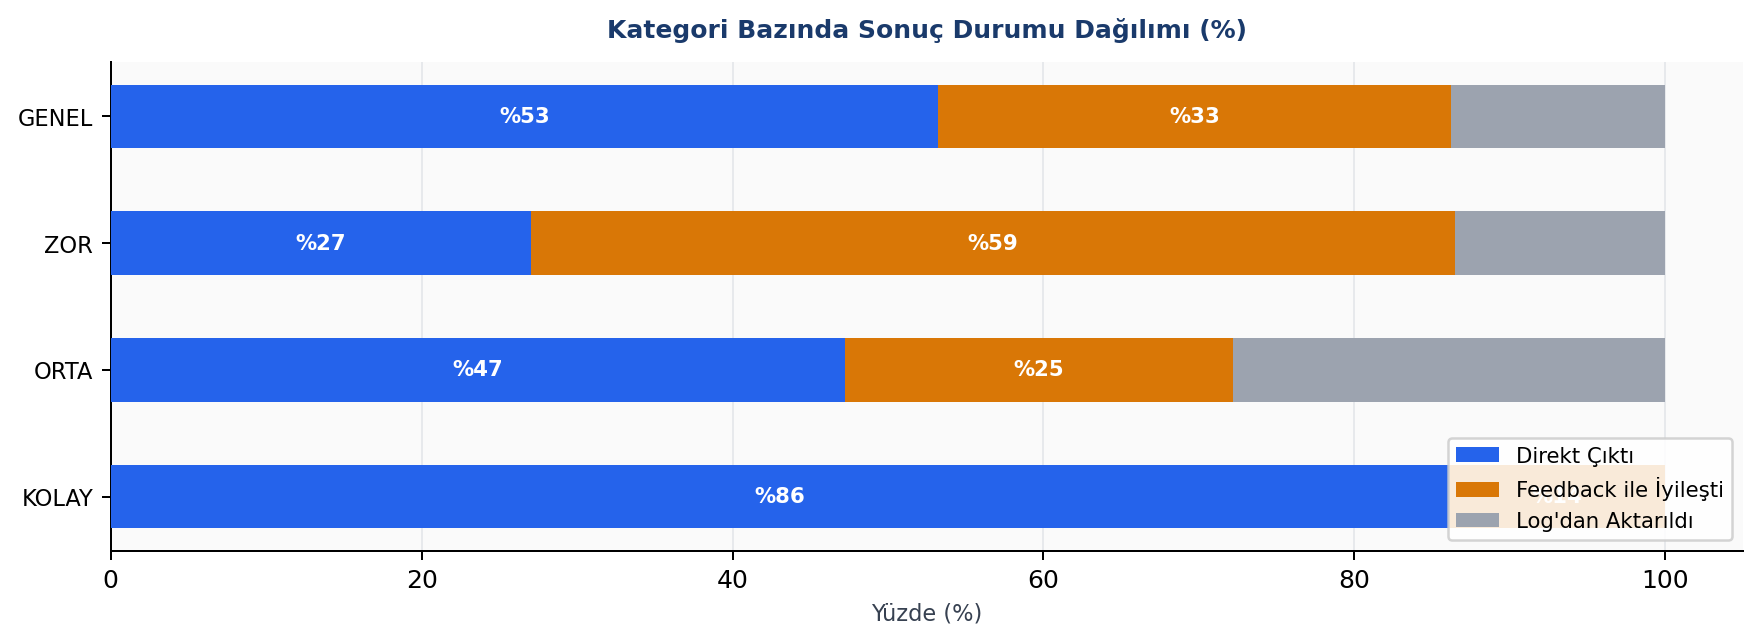 Kategori Bazında Sonuç Durumu Dağılımı (%)
GENEL
%53
%33
ZOR
%27
%59
ORTA
%47
%25
KOLAY
%86
Direkt Çıktı
Feedback ile İyileşti
Log'dan Aktarıldı
0 20 40 60 80 100
Yüzde (%)